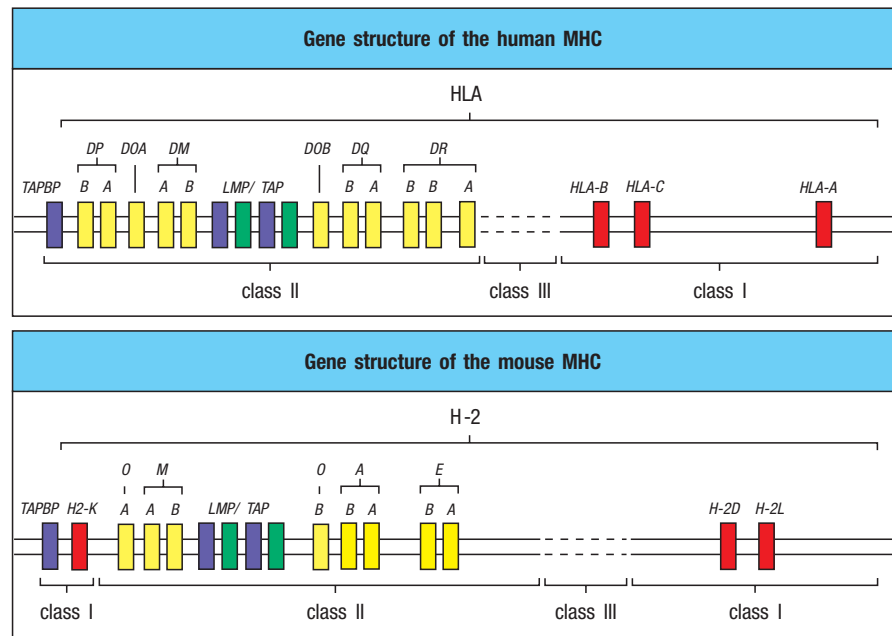 Gene structure of the human MHC
HLA
DP DOA DM DOB DQ DR
TAPBP B A A B LMP/ TAP B A B B A HLA-B HLA-C HLA-A
class II class III class I
Gene structure of the mouse MHC
H-2
O M O A E
TAPBP H2-K A A B LMP/ TAP B B A B A H-2D H-2L
class I class II class III class I